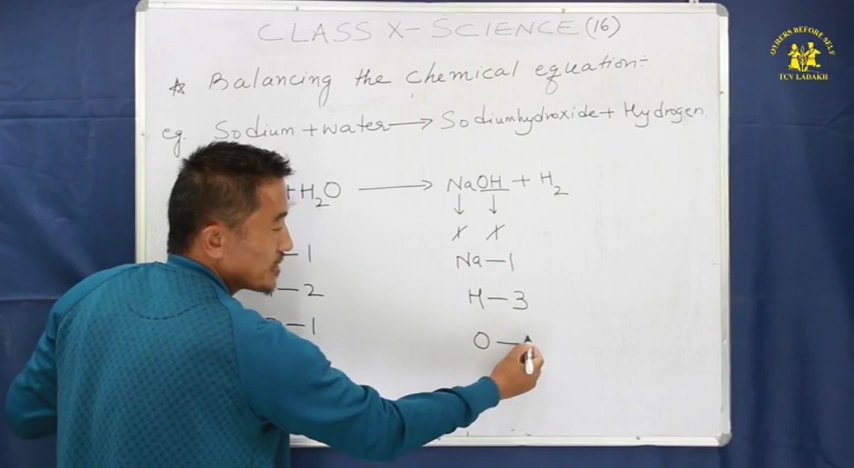 CLASS X-SCIENCE (16)
OTHERS BEFORE SELF
TCV LADAKH
☆ Balancing the chemical equation:-
eg. Sodium + water → Sodiumhydroxide + Hydrogen
+ H₂O → NaOH + H₂
↓ ↓
X X
– 1 Na – 1
– 2 H – 3
– 1 O –